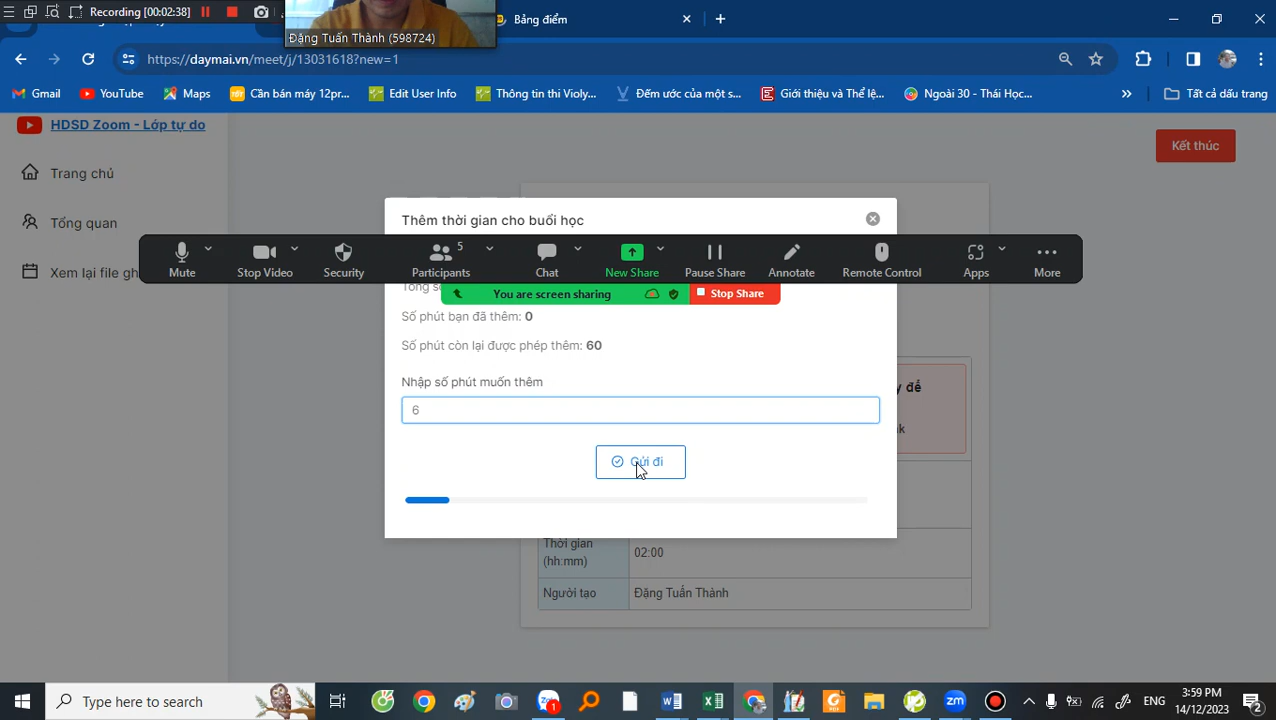 Recording [00:02:38]
Đặng Tuấn Thành (598724)
Bảng điểm
https://daymai.vn/meet/j/13031618?new=1
Gmail
YouTube
Maps
Cần bán máy 12pr...
Edit User Info
Thông tin thi Violy...
Đếm ước của một s...
Giới thiệu và Thể lệ...
Ngoài 30 - Thái Học...
Tất cả dấu trang
HDSD Zoom - Lớp tự do
Trang chủ
Tổng quan
Xem lại file gh
Kết thúc
Thêm thời gian cho buổi học
Mute
Stop Video
Security
Participants
5
Chat
New Share
Pause Share
Annotate
Remote Control
Apps
More
You are screen sharing
Stop Share
Tổng số
Số phút bạn đã thêm: 0
Số phút còn lại được phép thêm: 60
Nhập số phút muốn thêm
6
Gửi đi
để
Thời gian (hh:mm)
02:00
Người tạo
Đặng Tuấn Thành
Type here to search
1
zm
ENG
3:59 PM
14/12/2023
2